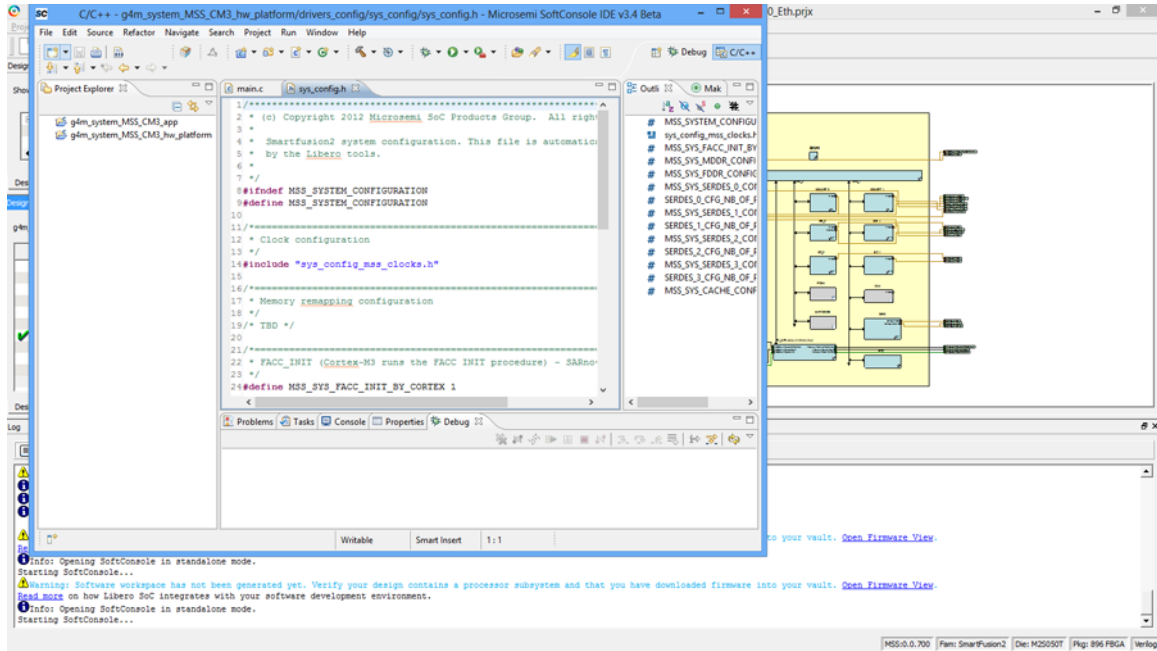 C/C++ - g4m_system_MSS_CM3_hw_platform/drivers_config/sys_config/sys_config.h - Microsemi SoftConsole IDE v3.4 Beta
0_Eth.prjx
File Edit Source Refactor Navigate Search Project Run Window Help
Debug C/C++
Project Explorer
main.c sys_config.h
Outli Mak
g4m_system_MSS_CM3_app
g4m_system_MSS_CM3_hw_platform
1/*
2 * (c) Copyright 2012 Microsemi SoC Products Group. All righ
3 *
4 * Smartfusion2 system configuration. This file is automatic
5 * by the Libero tools.
6 *
7 */
8#ifndef MSS_SYSTEM_CONFIGURATION
9#define MSS_SYSTEM_CONFIGURATION
10
11/*
12 * Clock configuration
13 */
14#include "sys_config_mss_clocks.h"
15
16/*
17 * Memory remapping configuration
18 */
19/* TBD */
20
21/*
22 * FACC_INIT (Cortex-M3 runs the FACC INIT procedure) - SARno
23 */
24#define MSS_SYS_FACC_INIT_BY_CORTEX 1
MSS_SYSTEM_CONFIGU
sys_config_mss_clocks.h
MSS_SYS_FACC_INIT_BY
MSS_SYS_MDDR_CONFI
MSS_SYS_FDDR_CONFIG
MSS_SYS_SERDES_0_CON
SERDES_0_CFG_NB_OF_F
MSS_SYS_SERDES_1_CON
SERDES_1_CFG_NB_OF_F
MSS_SYS_SERDES_2_CON
SERDES_2_CFG_NB_OF_F
MSS_SYS_SERDES_3_CON
SERDES_3_CFG_NB_OF_F
MSS_SYS_CACHE_CONF
Problems Tasks Console Properties Debug
Writable Smart Insert 1 : 1
Log
to your vault. Open Firmware View.
Info: Opening SoftConsole in standalone mode.
Starting SoftConsole...
Warning: Software workspace has not been generated yet. Verify your design contains a processor subsystem and that you have downloaded firmware into your vault. Open Firmware View.
Read more on how Libero SoC integrates with your software development environment.
Info: Opening SoftConsole in standalone mode.
Starting SoftConsole...
MSS:0.0.700 Fam: SmartFusion2 Die: M2S050T Pkg: 896 FBGA Verilog